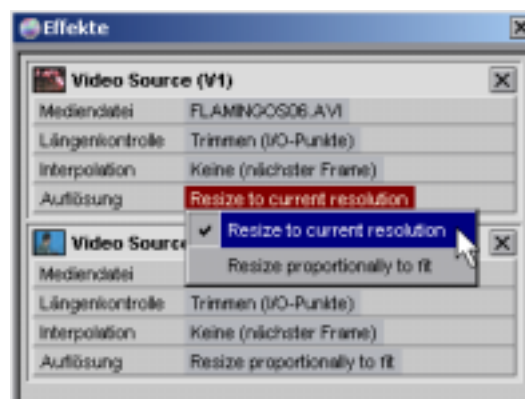 Effekte
Video Source (V1)
Mediendatei FLAMINGOS06.AVI
Längenkontrolle Trimmen (I/O-Punkte)
Interpolation Keine (nächster Frame)
Auflösung Resize to current resolution
Video Source
Resize to current resolution
Mediendatei
Resize proportionally to fit
Längenkontrolle Trimmen (I/O-Punkte)
Interpolation Keine (nächster Frame)
Auflösung Resize proportionally to fit